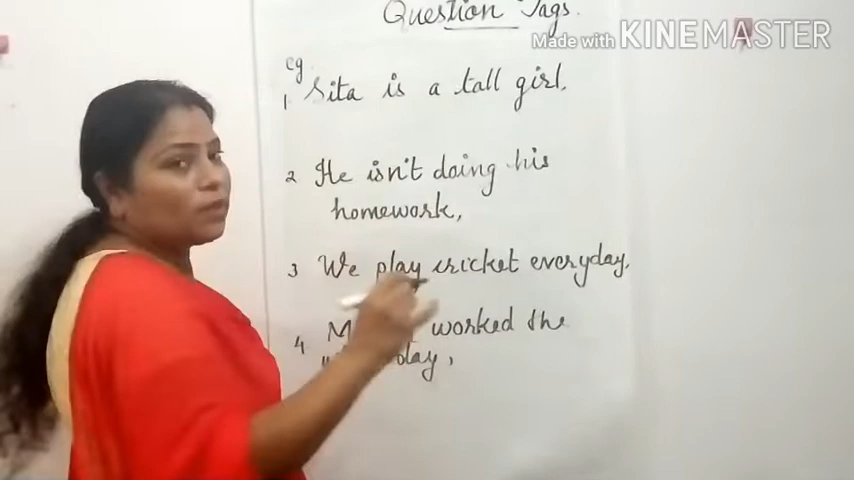 Question Tags.
Made with KINEMASTER
eg.
1 Sita is a tall girl,
2 He isn't doing his
homework,
3 We play cricket everyday,
4 worked the
day,